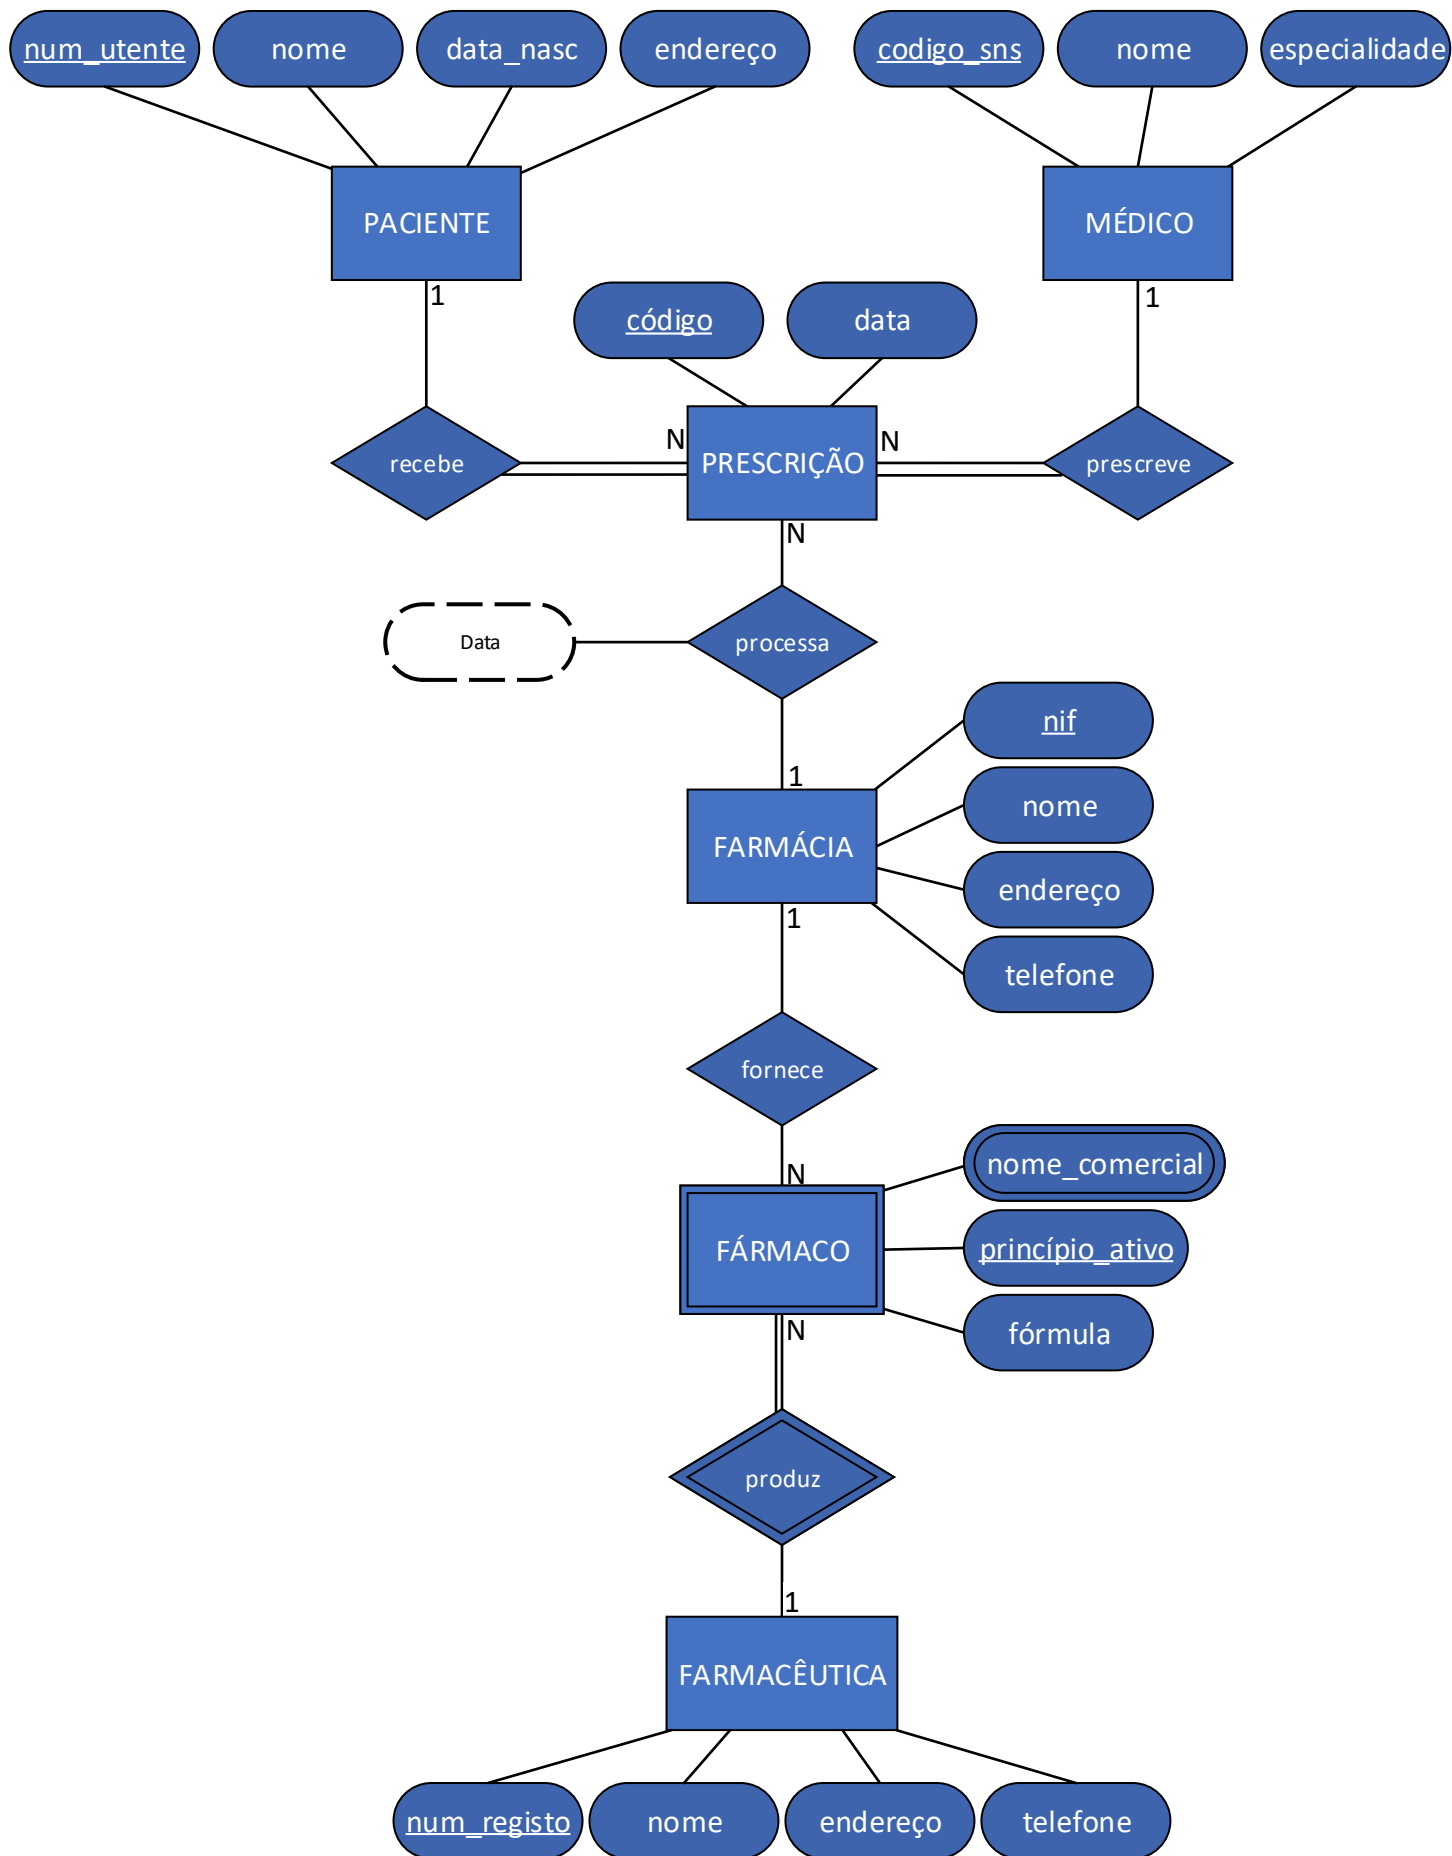 num_utente
nome
data_nasc
endereço
codigo_sns
nome
especialidade
PACIENTE
MÉDICO
1
1
código
data
recebe
N
PRESCRIÇÃO
N
prescreve
N
Data
processa
nif
1
nome
FARMÁCIA
endereço
1
telefone
fornece
nome_comercial
N
FÁRMACO
princípio_ativo
fórmula
N
produz
1
FARMACÊUTICA
num_registo
nome
endereço
telefone